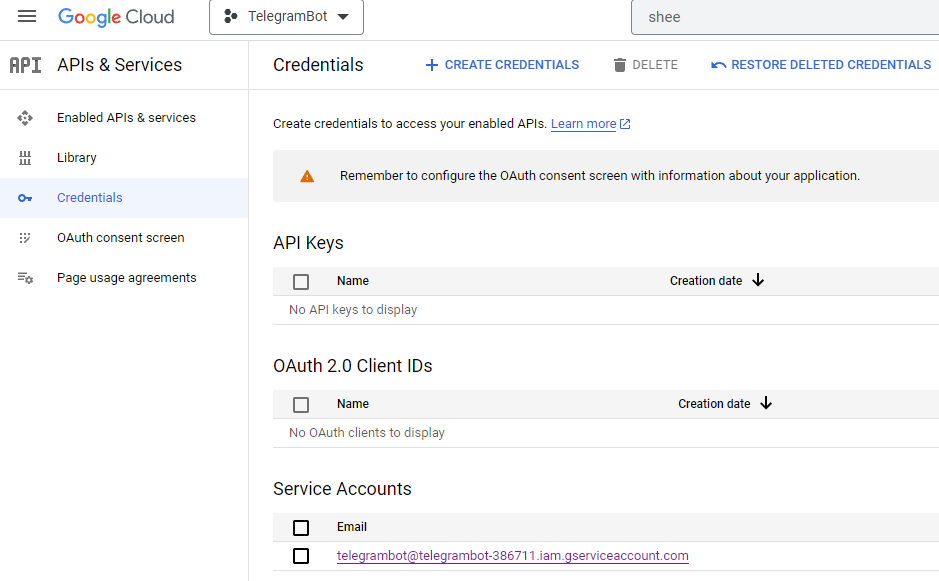 Google Cloud
TelegramBot
shee
API
APIs & Services
Credentials
CREATE CREDENTIALS
DELETE
RESTORE DELETED CREDENTIALS
Enabled APIs & services
Library
Credentials
OAuth consent screen
Page usage agreements
Create credentials to access your enabled APIs. Learn more
Remember to configure the OAuth consent screen with information about your application.
API Keys
Name Creation date
No API keys to display
OAuth 2.0 Client IDs
Name Creation date
No OAuth clients to display
Service Accounts
Email
telegrambot@telegrambot-386711.iam.gserviceaccount.com